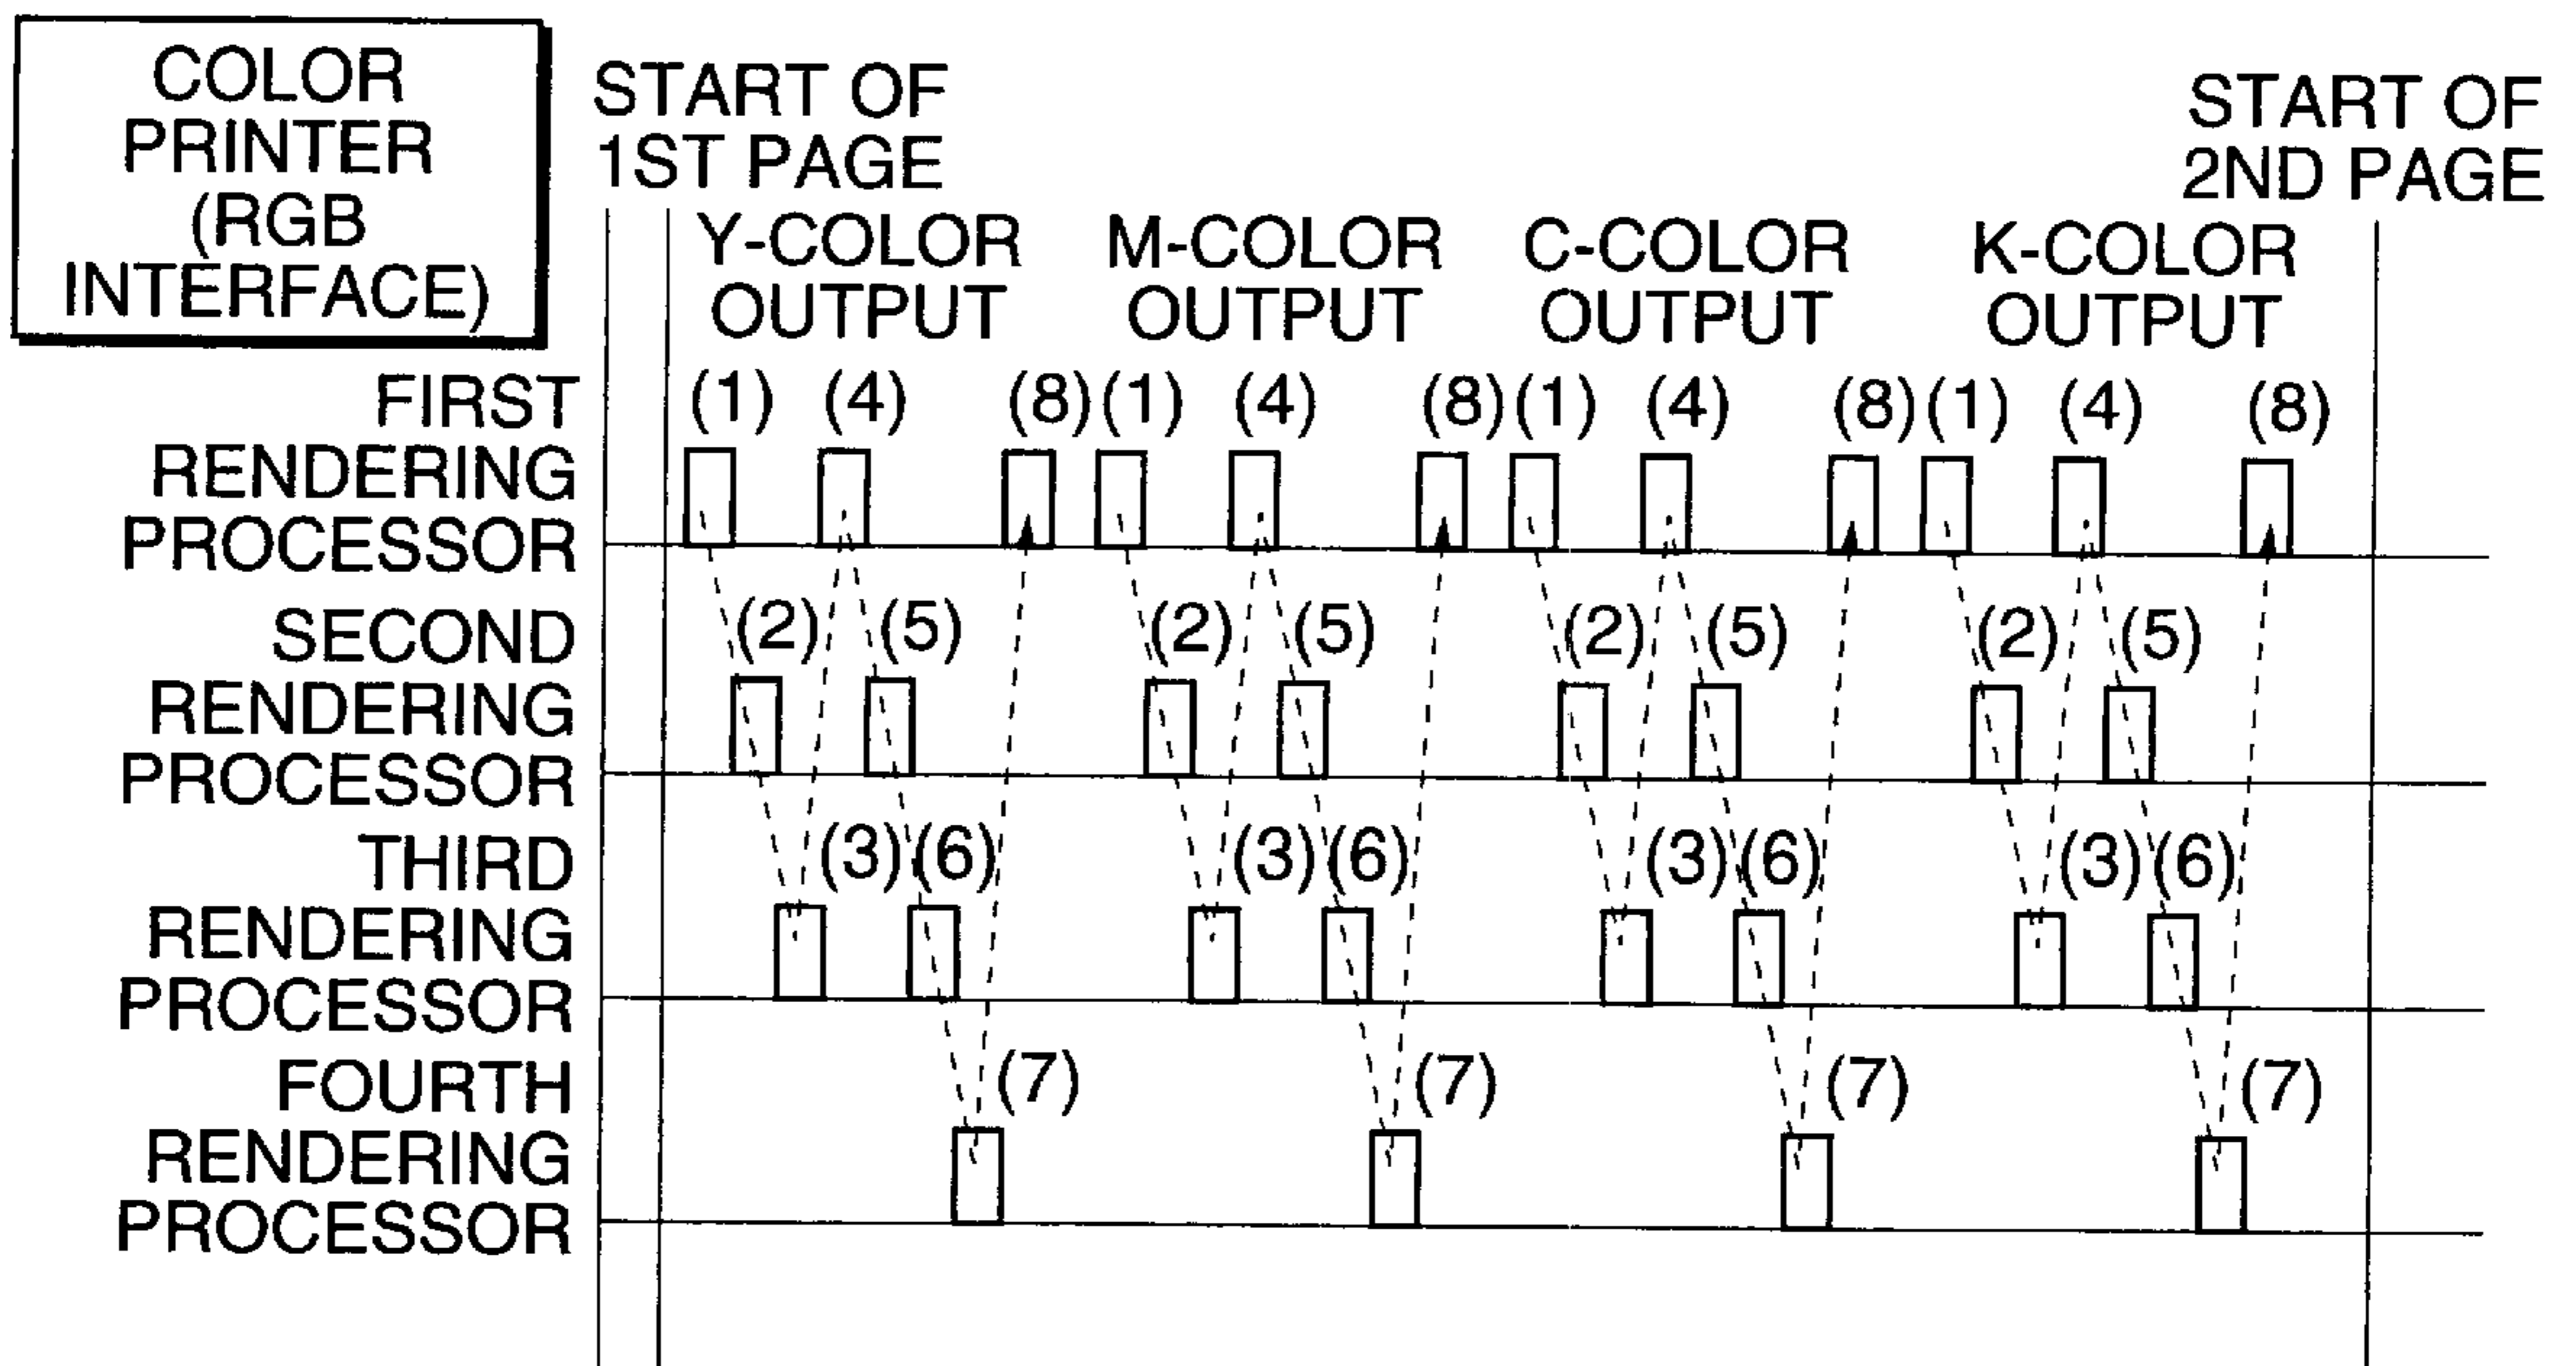 COLOR
PRINTER
(RGB
INTERFACE)
START OF
1ST PAGE
START OF
2ND PAGE
Y-COLOR
OUTPUT
M-COLOR
OUTPUT
C-COLOR
OUTPUT
K-COLOR
OUTPUT
FIRST
RENDERING
PROCESSOR
(1) (4) (8) (1) (4) (8) (1) (4) (8) (1) (4) (8)
SECOND
RENDERING
PROCESSOR
(2) (5) (2) (5) (2) (5) (2) (5)
THIRD
RENDERING
PROCESSOR
(3) (6) (3) (6) (3) (6) (3) (6)
FOURTH
RENDERING
PROCESSOR
(7) (7) (7) (7)